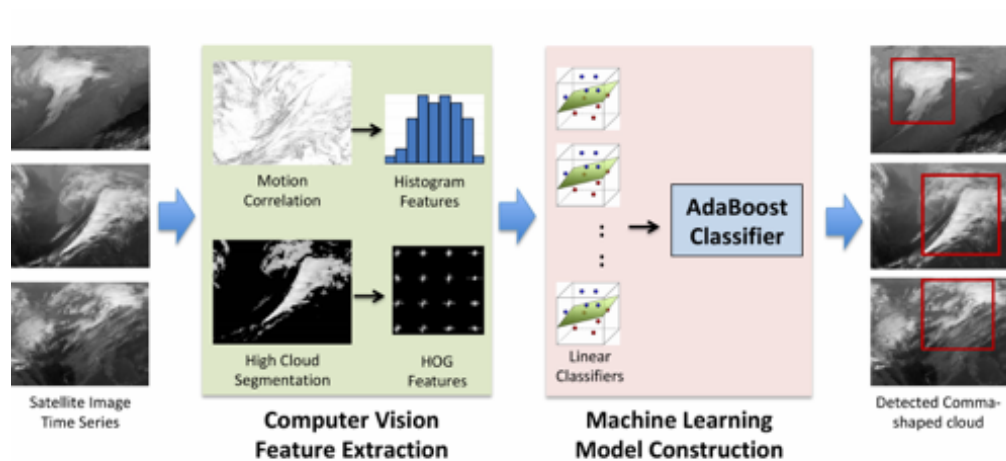 Motion
Correlation
Histogram
Features
High Cloud
Segmentation
HOG
Features
Linear
Classifiers
AdaBoost
Classifier
Satellite Image
Time Series
Computer Vision
Feature Extraction
Machine Learning
Model Construction
Detected Comma-
shaped cloud